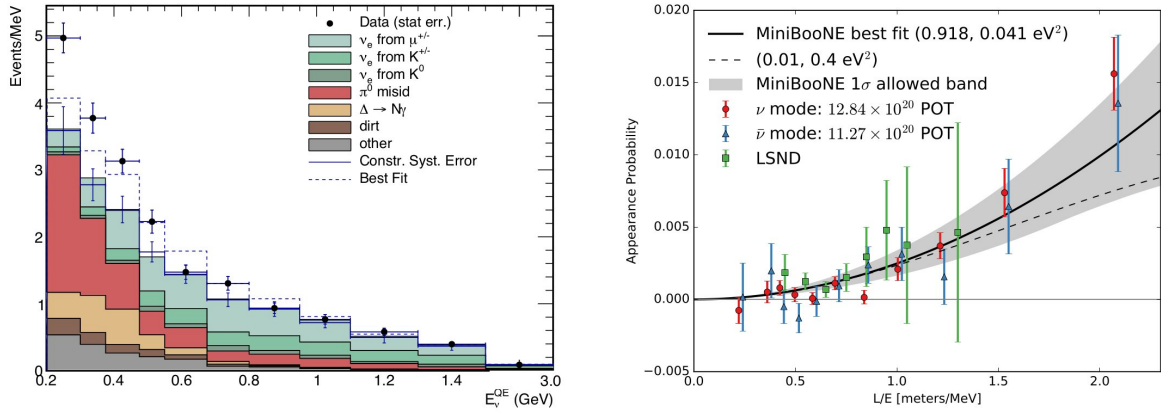 Events/MeV
5
4
3
2
1
0
Data (stat err.)
νₑ from μ⁺/⁻
νₑ from K⁺/⁻
νₑ from K⁰
π⁰ misid
Δ → Nγ
dirt
other
Constr. Syst. Error
Best Fit
0.2 0.4 0.6 0.8 1 1.2 1.4 3.0
E_ν^QE (GeV)
Appearance Probability
0.020
0.015
0.010
0.005
0.000
−0.005
MiniBooNE best fit (0.918, 0.041 eV²)
(0.01, 0.4 eV²)
MiniBooNE 1σ allowed band
ν mode: 12.84 × 10²⁰ POT
ν̄ mode: 11.27 × 10²⁰ POT
LSND
0.0 0.5 1.0 1.5 2.0
L/E [meters/MeV]